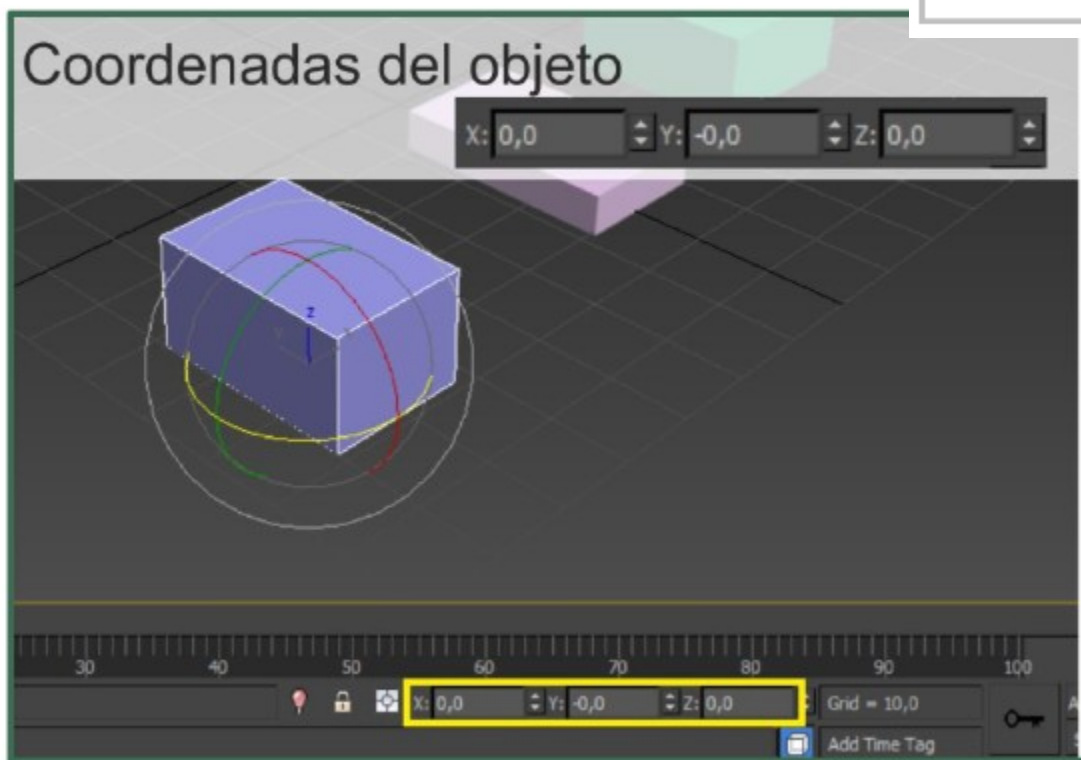 Coordenadas del objeto
X: 0,0 Y: -0,0 Z: 0,0
z
30 40 50 60 70 80 90 100
X: 0,0 Y: -0,0 Z: 0,0 Grid = 10,0
Add Time Tag